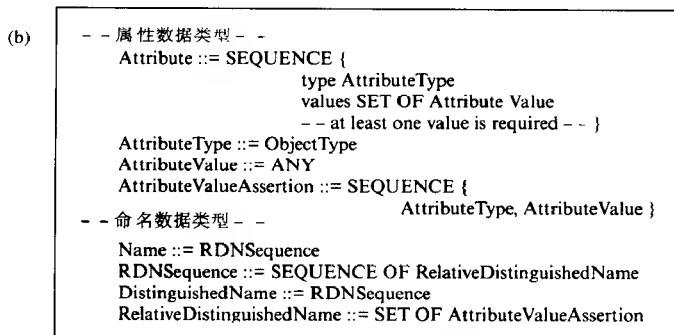 (b)
- - 属性数据类型 - -
Attribute ::= SEQUENCE {
type AttributeType
values SET OF Attribute Value
- - at least one value is required - - }
AttributeType ::= ObjectType
AttributeValue ::= ANY
AttributeValueAssertion ::= SEQUENCE {
AttributeType, AttributeValue }
- - 命名数据类型 - -
Name ::= RDNSequence
RDNSequence ::= SEQUENCE OF RelativeDistinguishedName
DistinguishedName ::= RDNSequence
RelativeDistinguishedName ::= SET OF AttributeValueAssertion